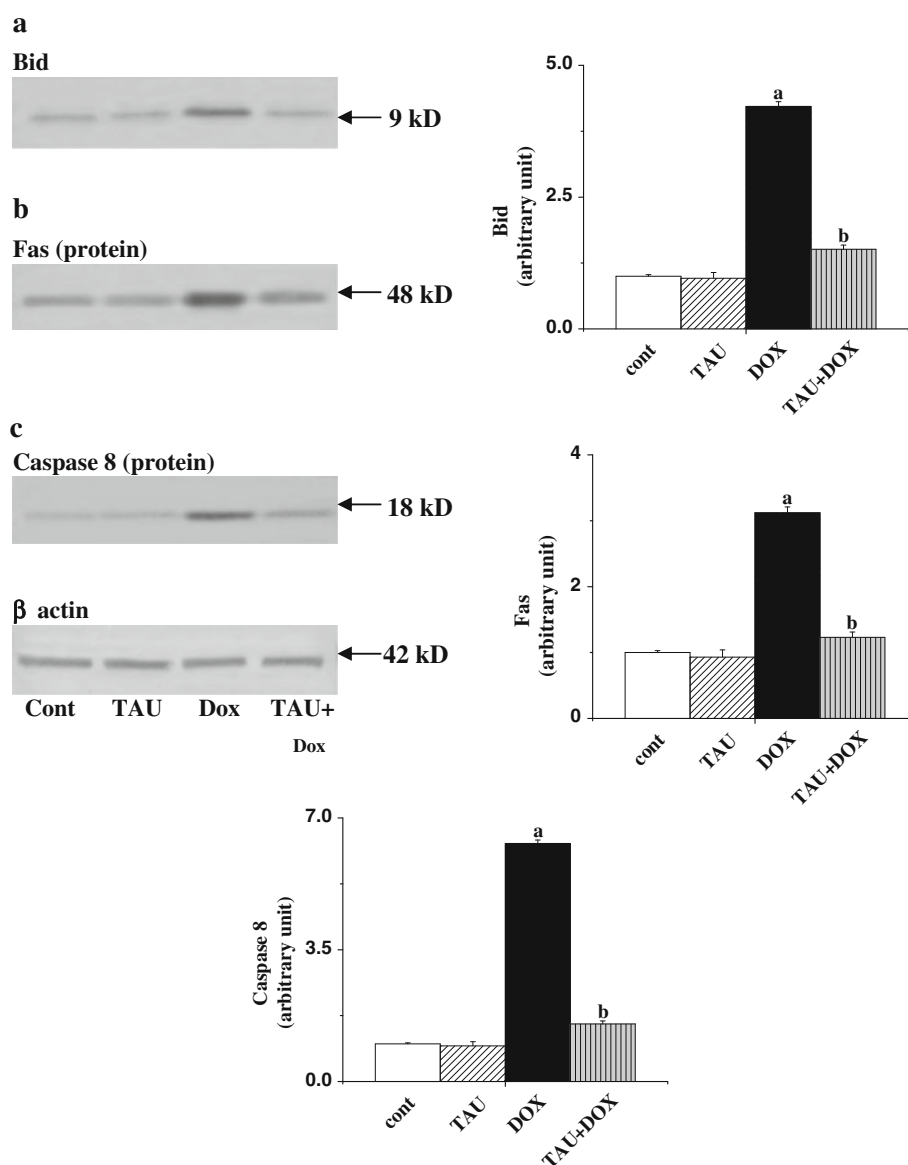 a
Bid
9 kD
b
Fas (protein)
48 kD
c
Caspase 8 (protein)
18 kD
β actin
42 kD
Cont TAU Dox TAU+
Dox
5.0
2.5
0.0
Bid
(arbitrary unit)
a
b
cont TAU DOX TAU+DOX
4
2
0
Fas
(arbitrary unit)
a
b
cont TAU DOX TAU+DOX
7.0
3.5
0.0
Caspase 8
(arbitrary unit)
a
b
cont TAU DOX TAU+DOX